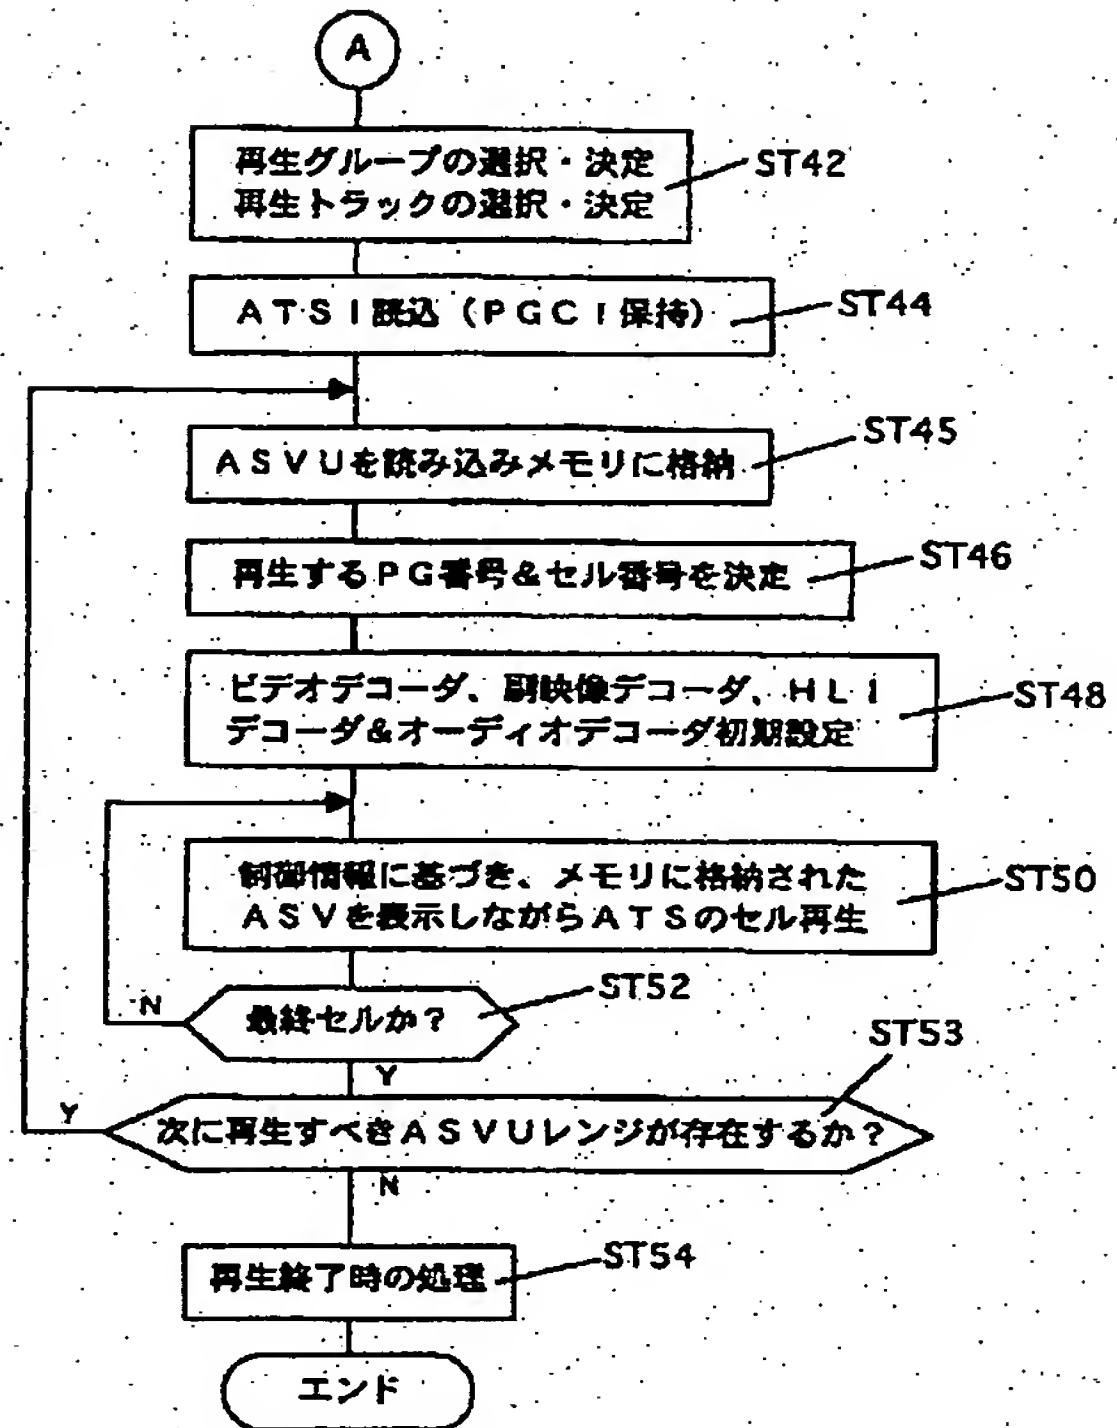 A
再生グループの選択・決定
再生トラックの選択・決定
ST42
ATSI読込（PGCI保持）
ST44
ASVUを読み込みメモリに格納
ST45
再生するPG番号&セル番号を決定
ST46
ビデオデコーダ、副映像デコーダ、HLI
デコーダ&オーディオデコーダ初期設定
ST48
制御情報に基づき、メモリに格納された
ASVを表示しながらATSのセル再生
ST50
最終セルか？
ST52
N
Y
次に再生すべきASVUレンジが存在するか？
ST53
Y
N
再生終了時の処理
ST54
エンド